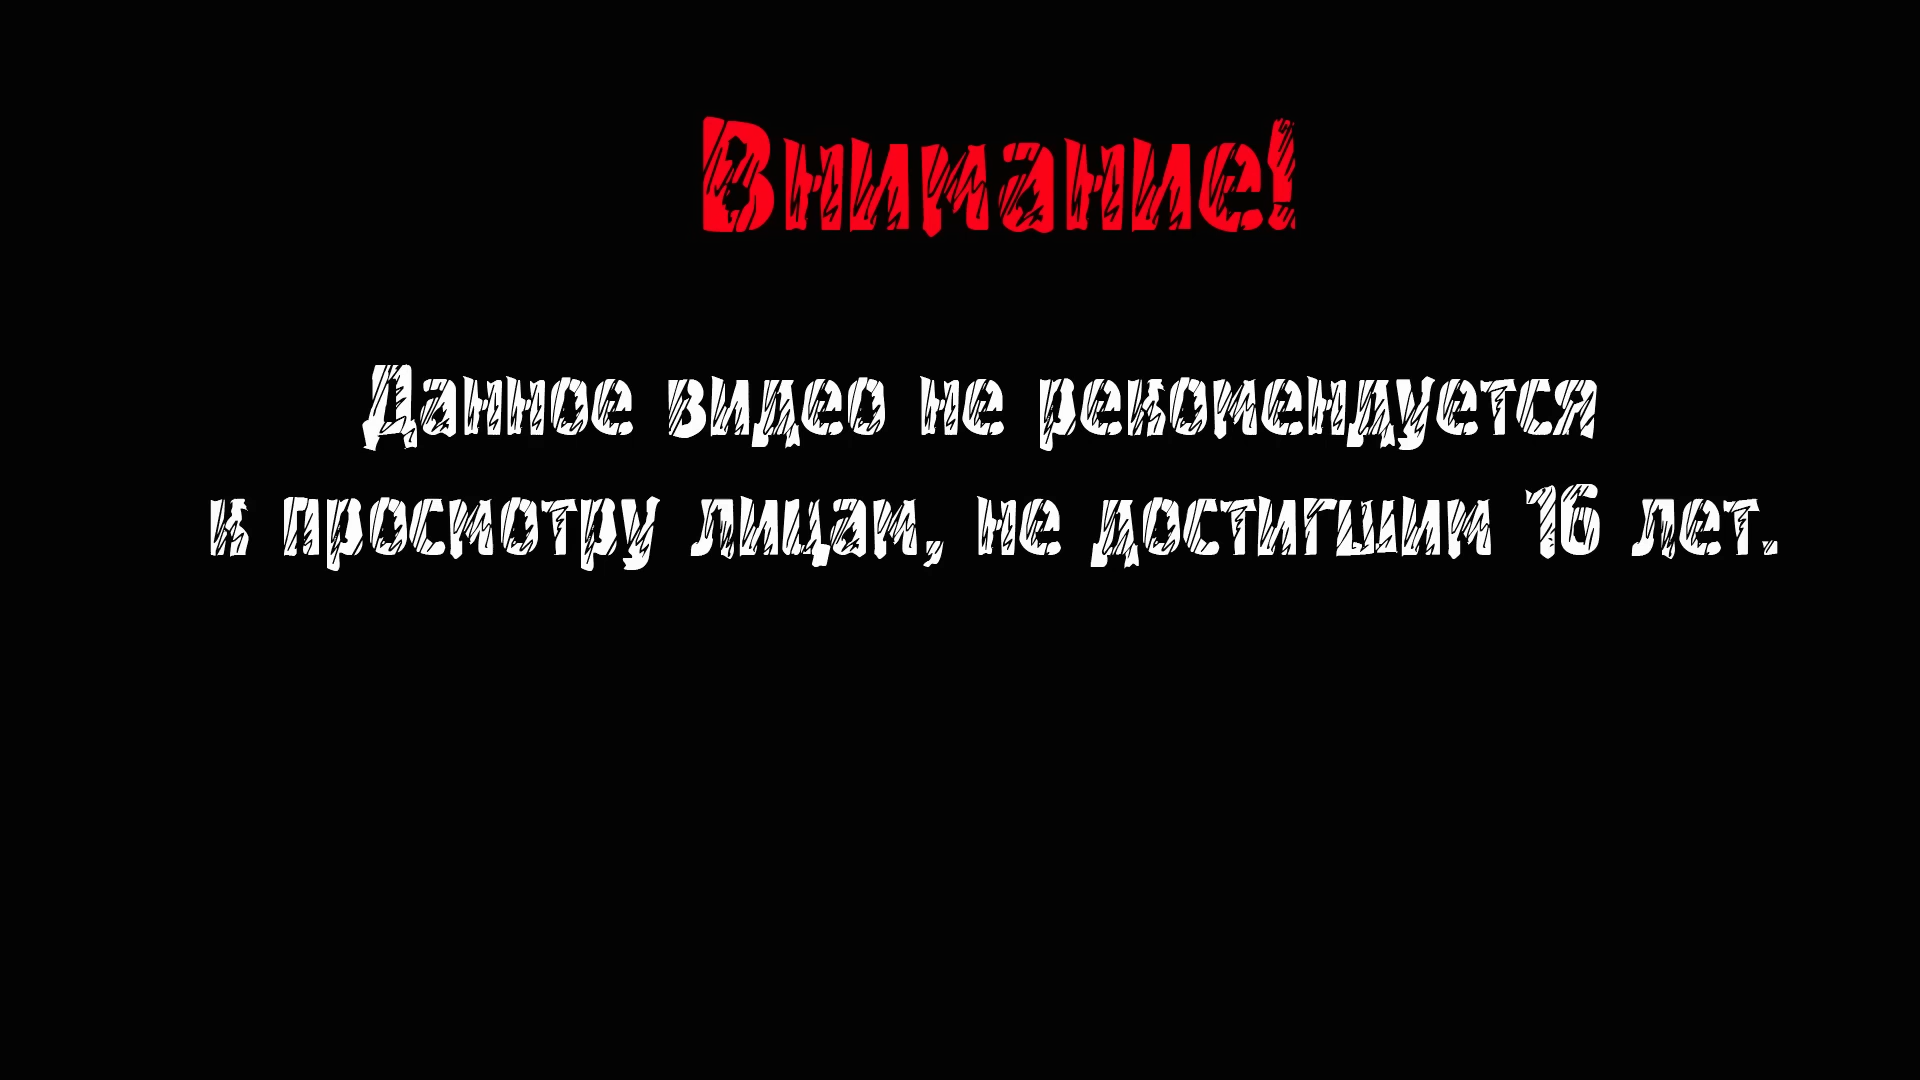 Внимание!
Данное видео не рекомендуется
к просмотру лицам, не достигшим 16 лет.